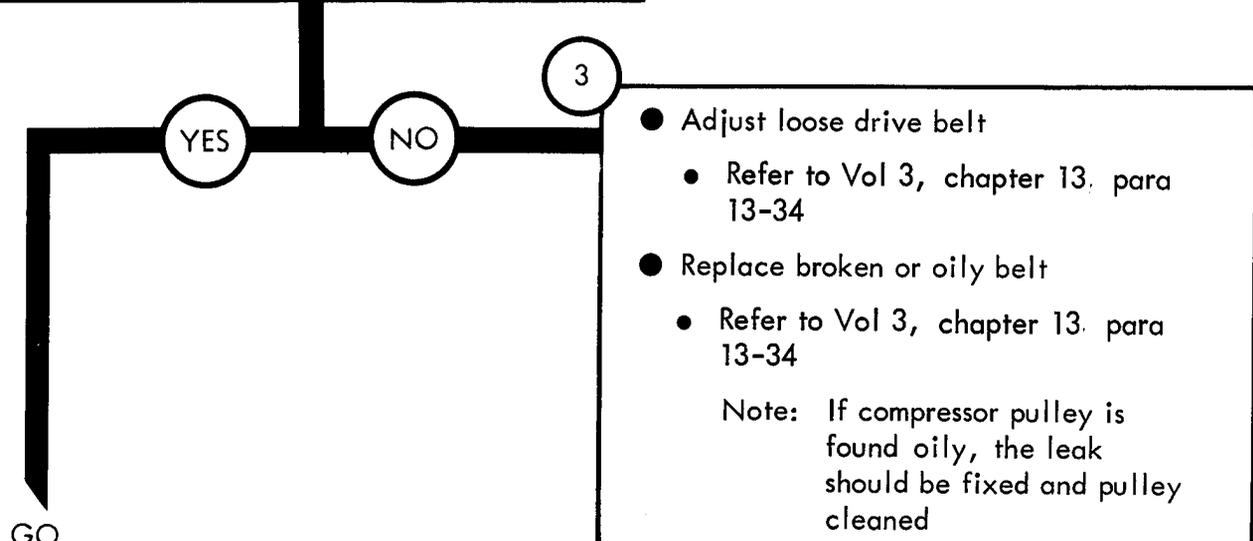 3
YES
NO
● Adjust loose drive belt
● Refer to Vol 3, chapter 13. para
13-34
● Replace broken or oily belt
● Refer to Vol 3, chapter 13. para
13-34
Note: If compressor pulley is
found oily, the leak
should be fixed and pulley
cleaned
GO